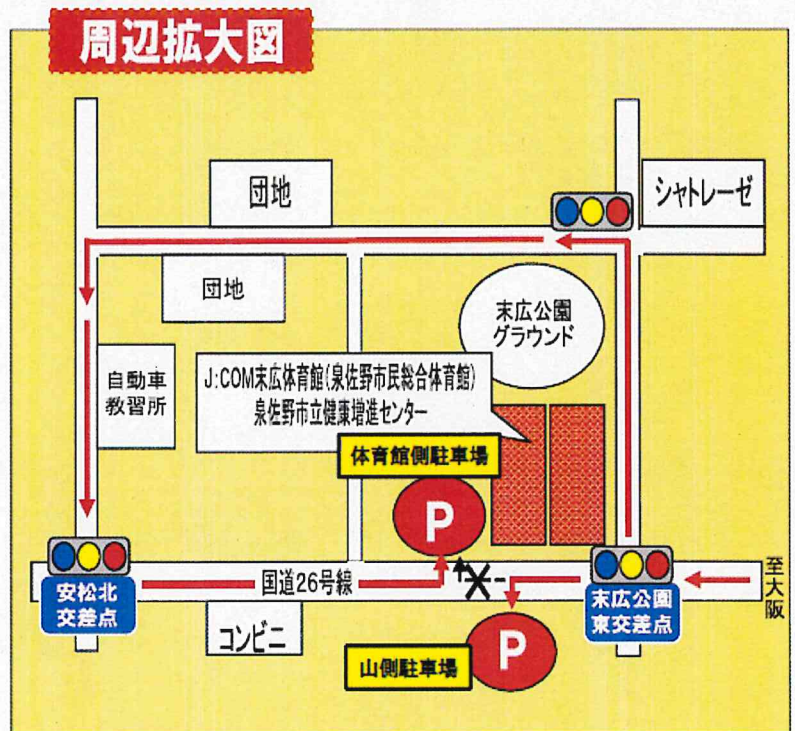 周辺拡大図
団地
シャトレーゼ
団地
末広公園
グラウンド
自動車
教習所
J:COM末広体育館(泉佐野市民総合体育館)
泉佐野市立健康増進センター
体育館側駐車場
P
安松北
交差点
国道26号線
末広公園
東交差点
至大阪
コンビニ
山側駐車場
P